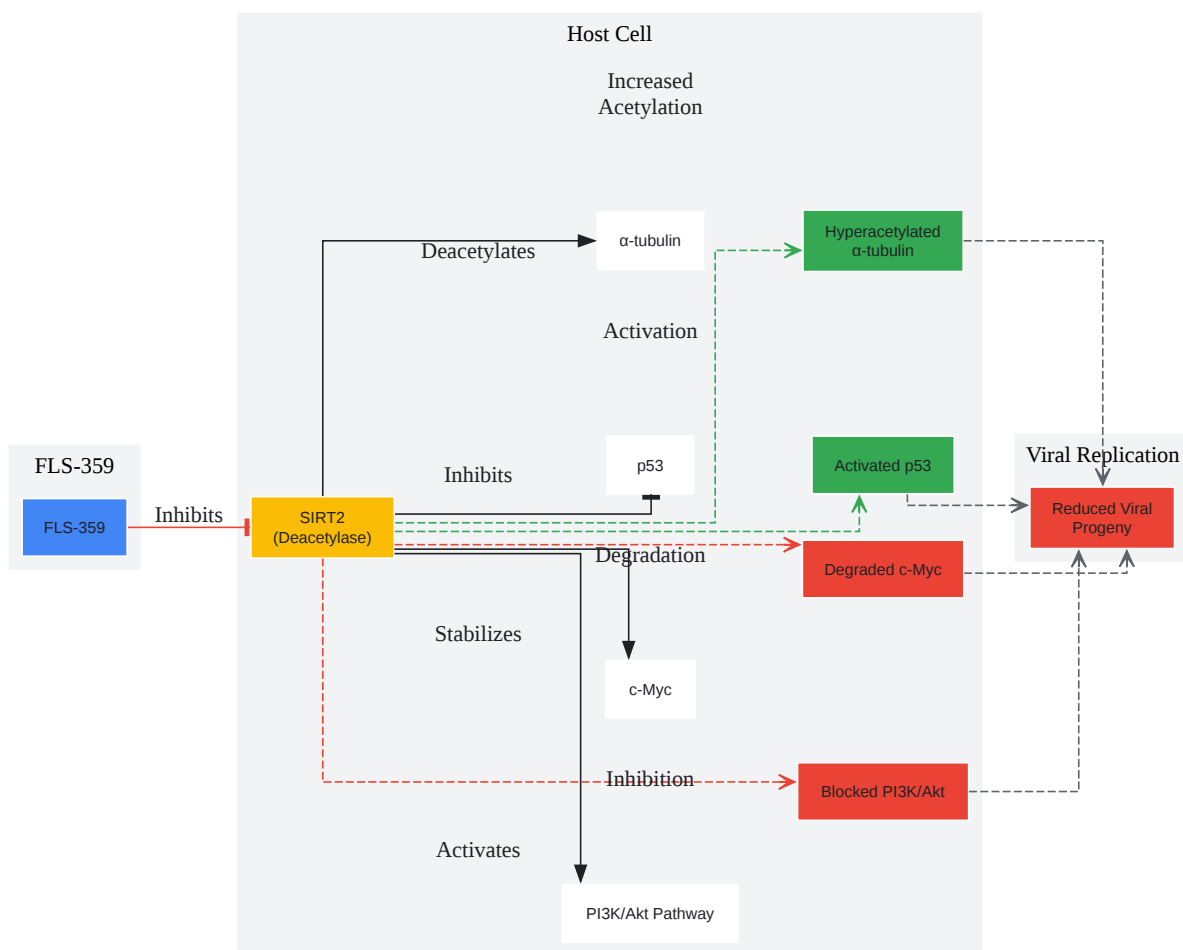 Host Cell
Increased
Acetylation
α-tubulin
Hyperacetylated
α-tubulin
Deacetylates
Activation
FLS-359
FLS-359
Inhibits
SIRT2
(Deacetylase)
Inhibits
p53
Activated p53
Viral Replication
Reduced Viral
Progeny
Degradation
Degraded c-Myc
Stabilizes
c-Myc
Inhibition
Blocked PI3K/Akt
Activates
PI3K/Akt Pathway